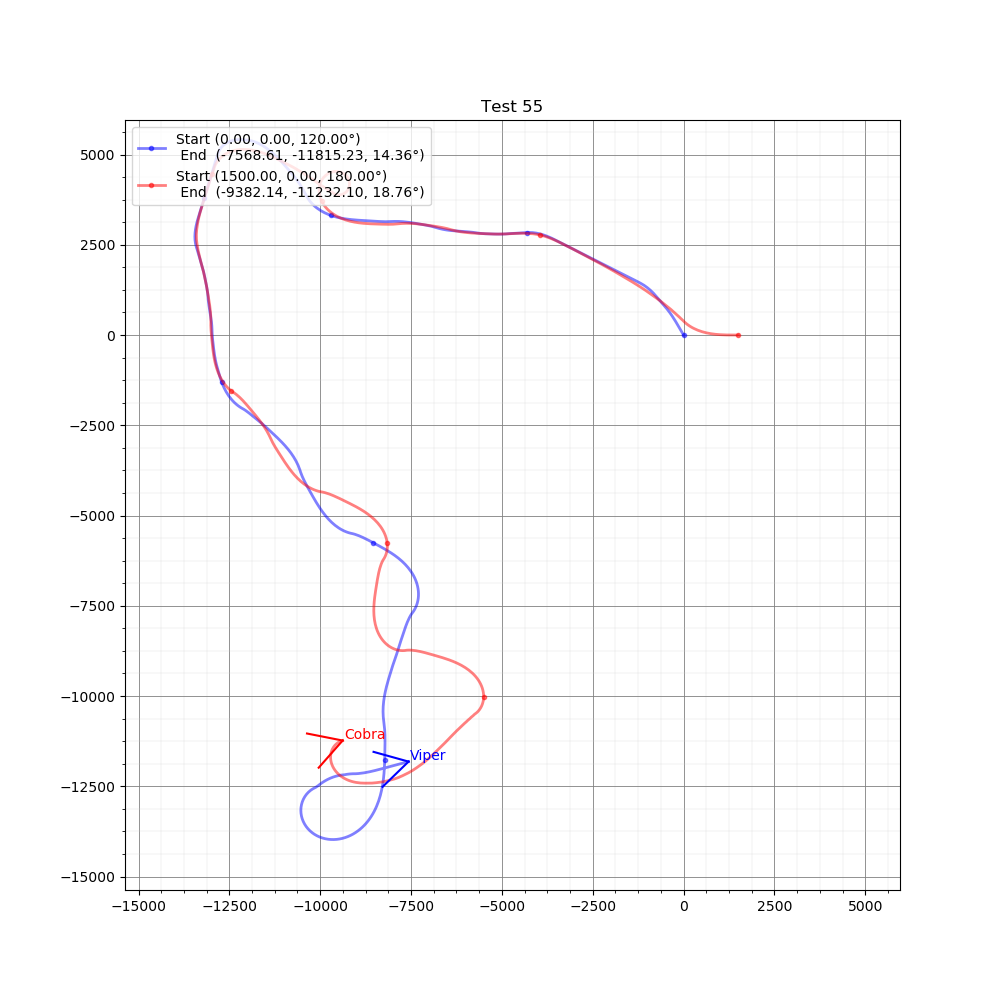 Test 55
Start (0.00, 0.00, 120.00°)
End (-7568.61, -11815.23, 14.36°)
Start (1500.00, 0.00, 180.00°)
End (-9382.14, -11232.10, 18.76°)
5000
2500
0
−2500
−5000
−7500
−10000
−12500
−15000
Cobra
Viper
−15000 −12500 −10000 −7500 −5000 −2500 0 2500 5000